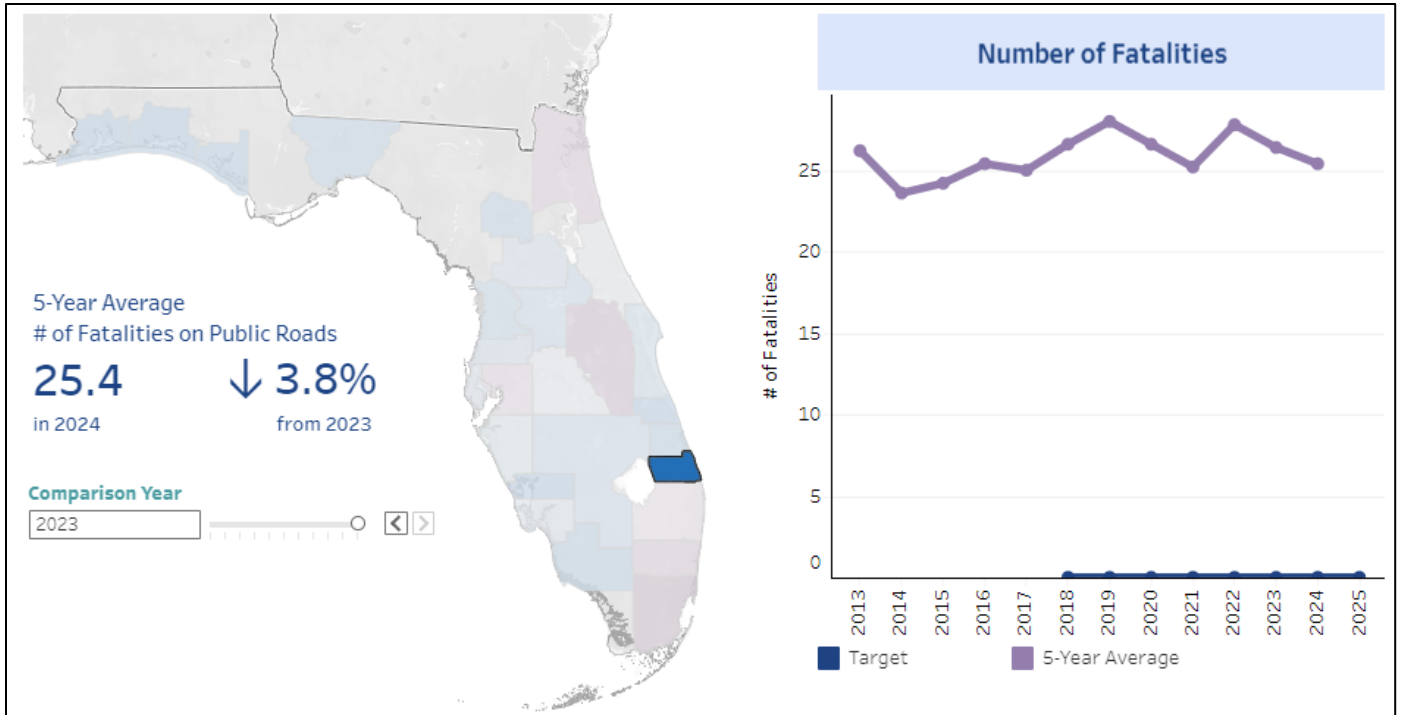 5-Year Average
# of Fatalities on Public Roads
25.4
↓ 3.8%
in 2024
from 2023
Comparison Year
2023
Number of Fatalities
# of Fatalities
25
20
15
10
5
0
2013
2014
2015
2016
2017
2018
2019
2020
2021
2022
2023
2024
2025
Target
5-Year Average